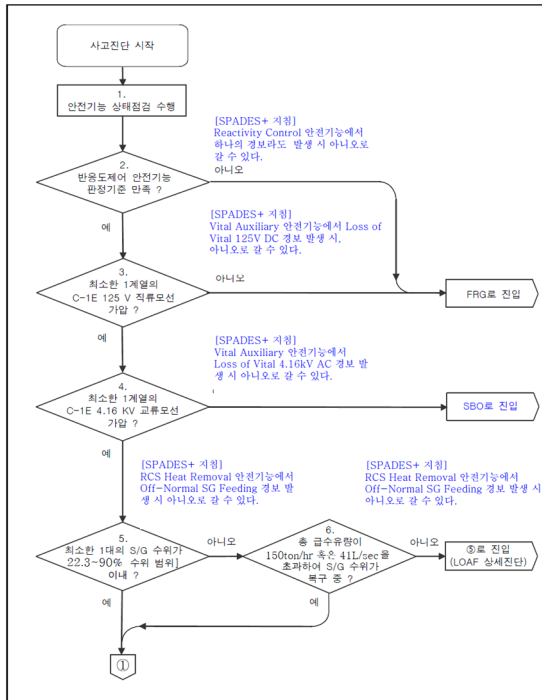 사고진단 시작
1.
안전기능 상태점검 수행
[SPADES+ 지침]
Reactivity Control 안전기능에서
하나의 경보라도 발생 시 아니오로
갈 수 있다.
2.
반응도제어 안전기능
판정기준 만족 ?
아니오
예
[SPADES+ 지침]
Vital Auxiliary 안전기능에서 Loss of
Vital 125V DC 경보 발생 시,
아니오로 갈 수 있다.
3.
최소한 1계열의
C-1E 125 V 직류모선
가압 ?
아니오
FRG로 진입
예
[SPADES+ 지침]
Vital Auxiliary 안전기능에서
Loss of Vital 4.16kV AC 경보 발
생 시 아니오로 갈 수 있다.
4.
최소한 1계열의
C-1E 4.16 KV 교류모선
가압 ?
SBO로 진입
예
[SPADES+ 지침]
RCS Heat Removal 안전기능에서
Off-Normal SG Feeding 경보 발
생 시 아니오로 갈 수 있다.
[SPADES+ 지침]
RCS Heat Removal 안전기능에서
Off-Normal SG Feeding 경보 발생 시
아니오로 갈 수 있다.
5.
최소한 1대의 S/G 수위가
22.3~90% 수위 범위]
이내 ?
아니오
6.
총 급수유량이
150ton/hr 혹은 41L/sec을
초과하여 S/G 수위가
복구 중 ?
아니오
⑤로 진입
(LOAF 상세진단)
예
예
①